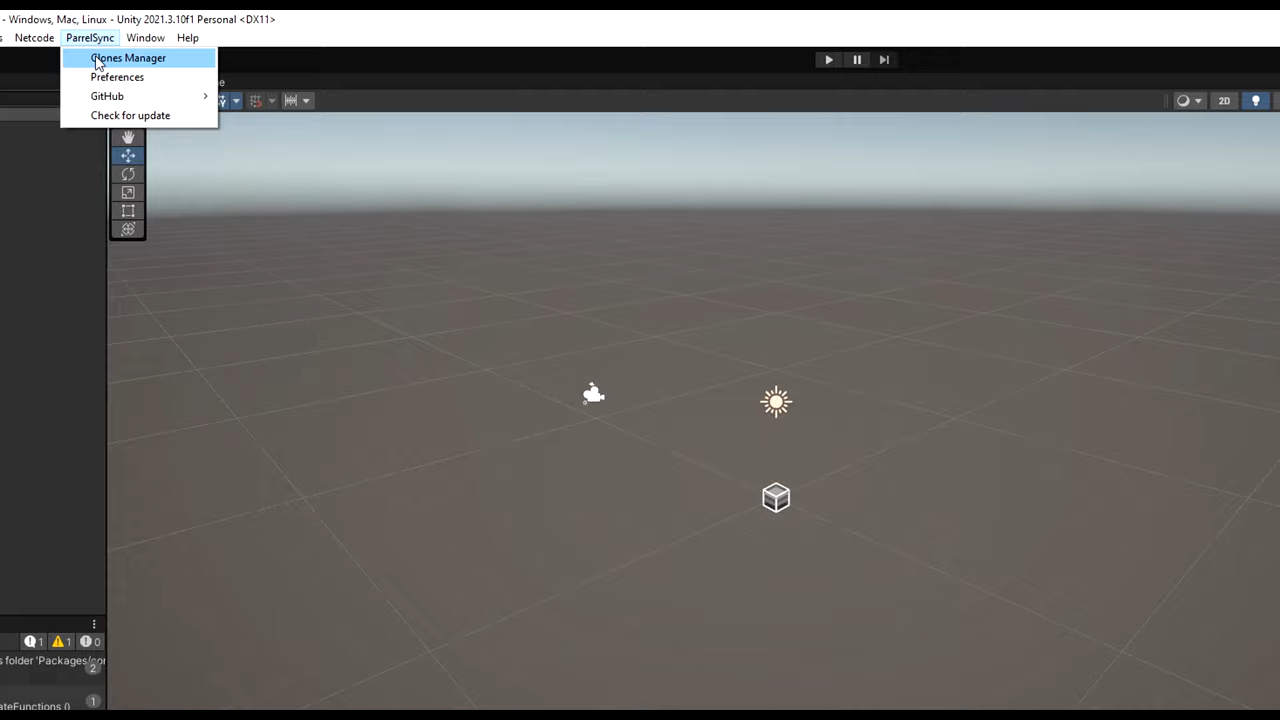 - Windows, Mac, Linux - Unity 2021.3.10f1 Personal <DX11>
s Netcode ParrelSync Window Help
Clones Manager
Preferences
GitHub
Check for update
e
2D
1 1 0
s folder 'Packages/cor
2
ateFunctions ()
1